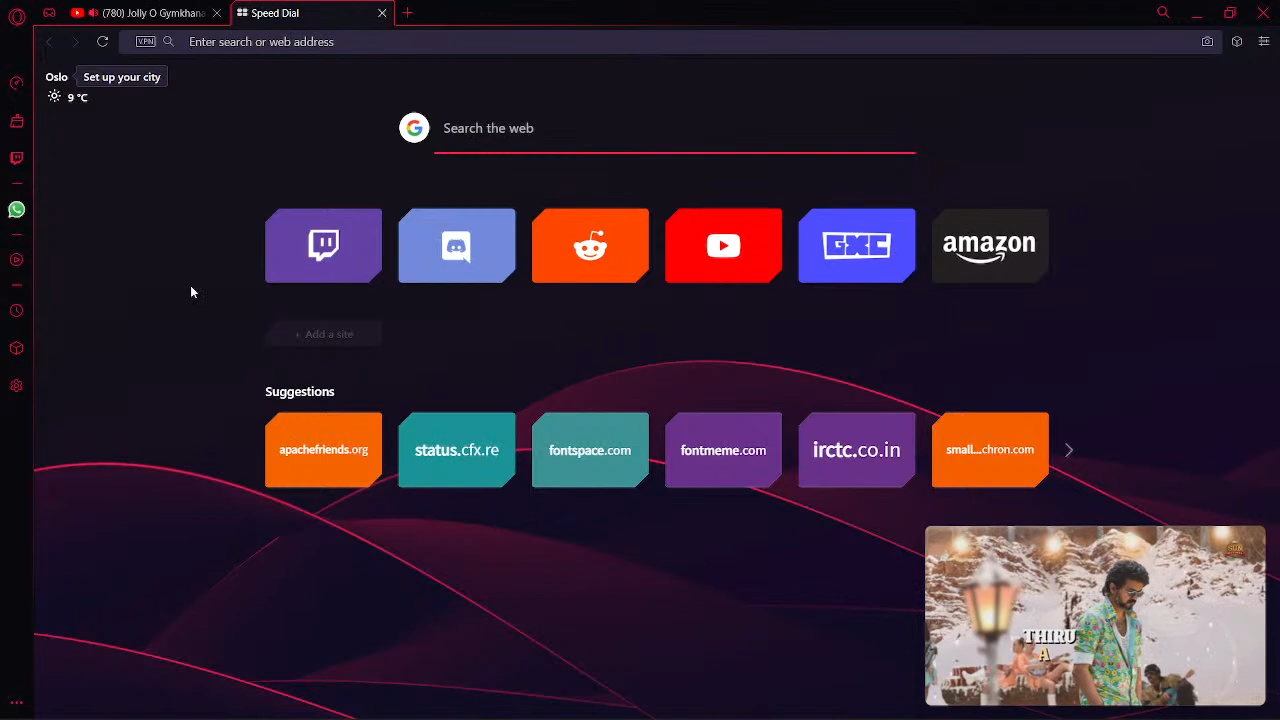 (780) Jolly O Gymkhana
Speed Dial
VPN
Enter search or web address
Oslo
Set up your city
9 °C
Search the web
GXC
amazon
+ Add a site
Suggestions
apachefriends.org
status.cfx.re
fontspace.com
fontmeme.com
irctc.co.in
small...chron.com
SUN
THIRU
A